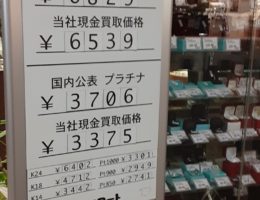 当社現金買取価格
¥ 6539
国内公表 プラチナ
¥ 3706
当社現金買取価格
¥ 3375
K24 ¥6402 Pt1000 ¥3301
K18 ¥4712 Pt900 ¥2949
K14 ¥3442 Pt850 ¥2741